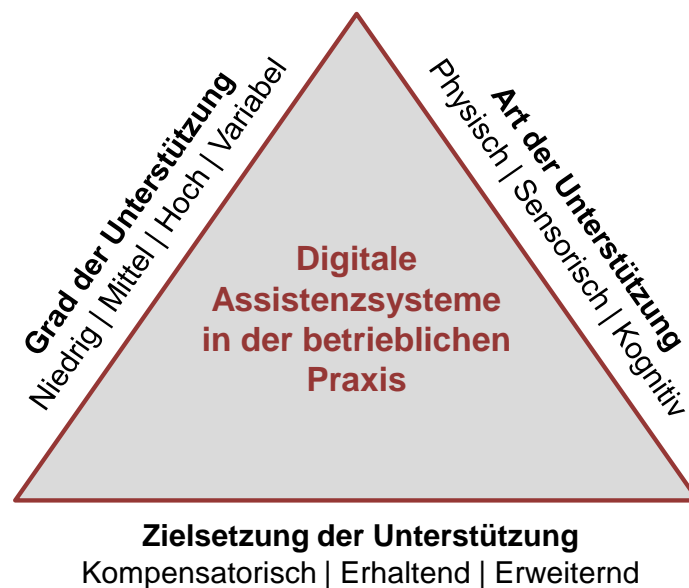 Grad der Unterstützung
Niedrig | Mittel | Hoch | Variabel
Art der Unterstützung
Physisch | Sensorisch | Kognitiv
Digitale
Assistenzsysteme
in der betrieblichen
Praxis
Zielsetzung der Unterstützung
Kompensatorisch | Erhaltend | Erweiternd